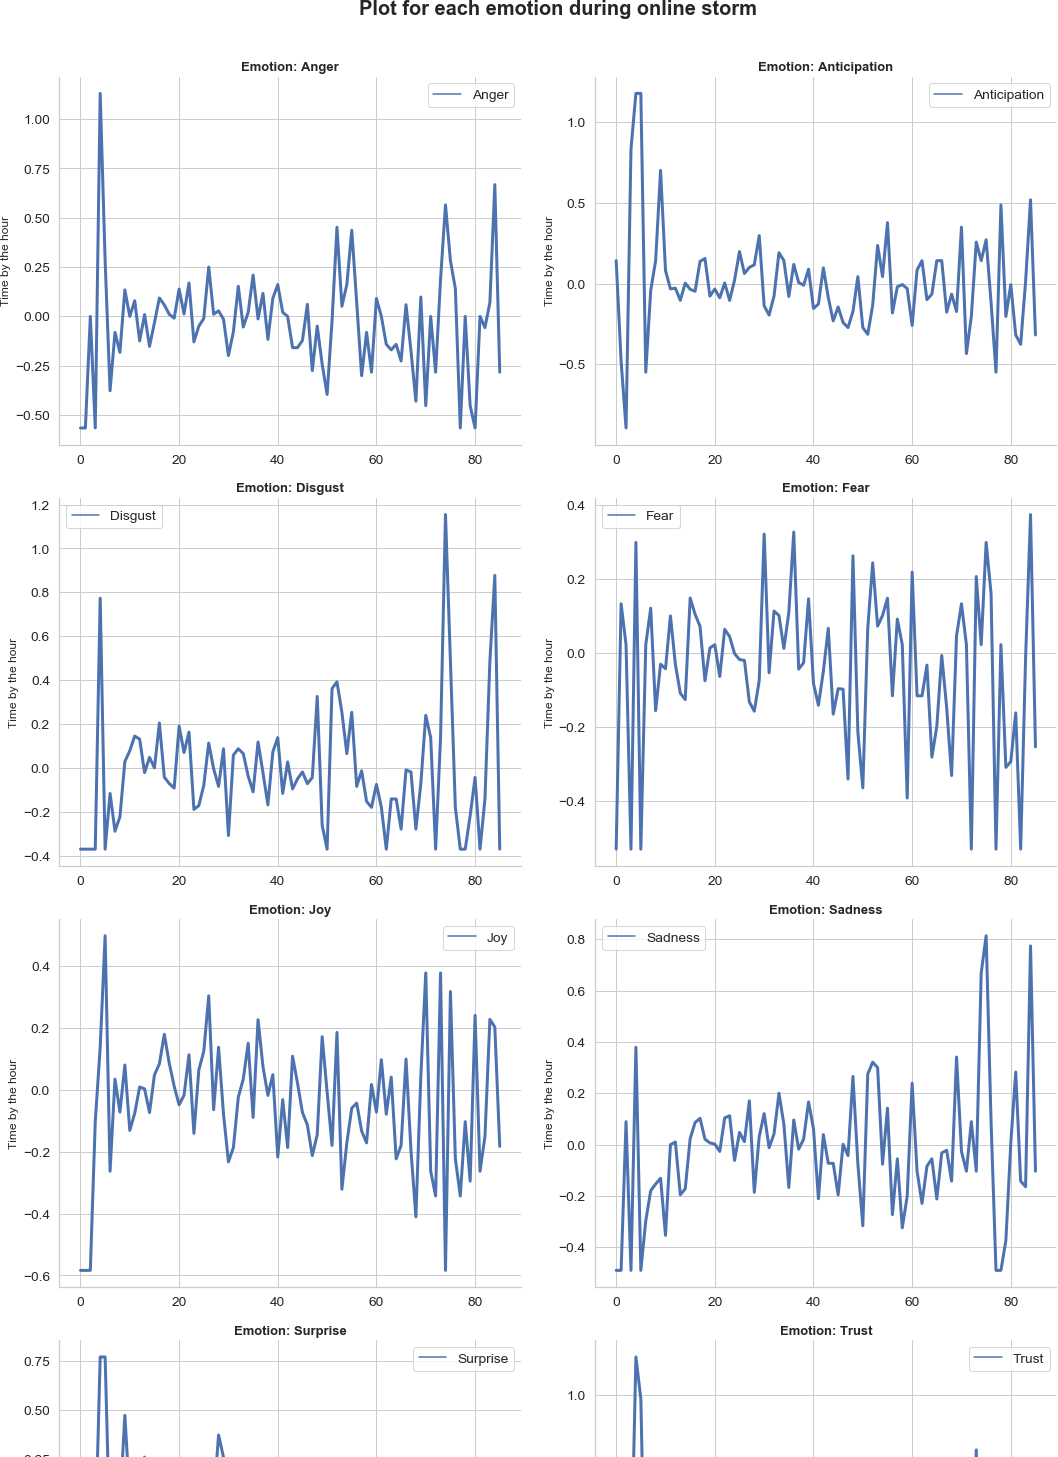 Plot for each emotion during online storm
Emotion: Anger
Anger
1.00
0.75
0.50
0.25
0.00
−0.25
−0.50
Time by the hour
0 20 40 60 80
Emotion: Anticipation
Anticipation
1.0
0.5
0.0
−0.5
Time by the hour
0 20 40 60 80
Emotion: Disgust
Disgust
1.2
1.0
0.8
0.6
0.4
0.2
0.0
−0.2
−0.4
Time by the hour
0 20 40 60 80
Emotion: Fear
Fear
0.4
0.2
0.0
−0.2
−0.4
Time by the hour
0 20 40 60 80
Emotion: Joy
Joy
0.4
0.2
0.0
−0.2
−0.4
−0.6
Time by the hour
0 20 40 60 80
Emotion: Sadness
Sadness
0.8
0.6
0.4
0.2
0.0
−0.2
−0.4
Time by the hour
0 20 40 60 80
Emotion: Surprise
Surprise
0.75
0.50
Emotion: Trust
Trust
1.0